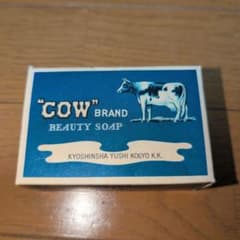 "COW" BRAND
BEAUTY SOAP
KYOSHINSHA YUSHI KOGYO K.K.